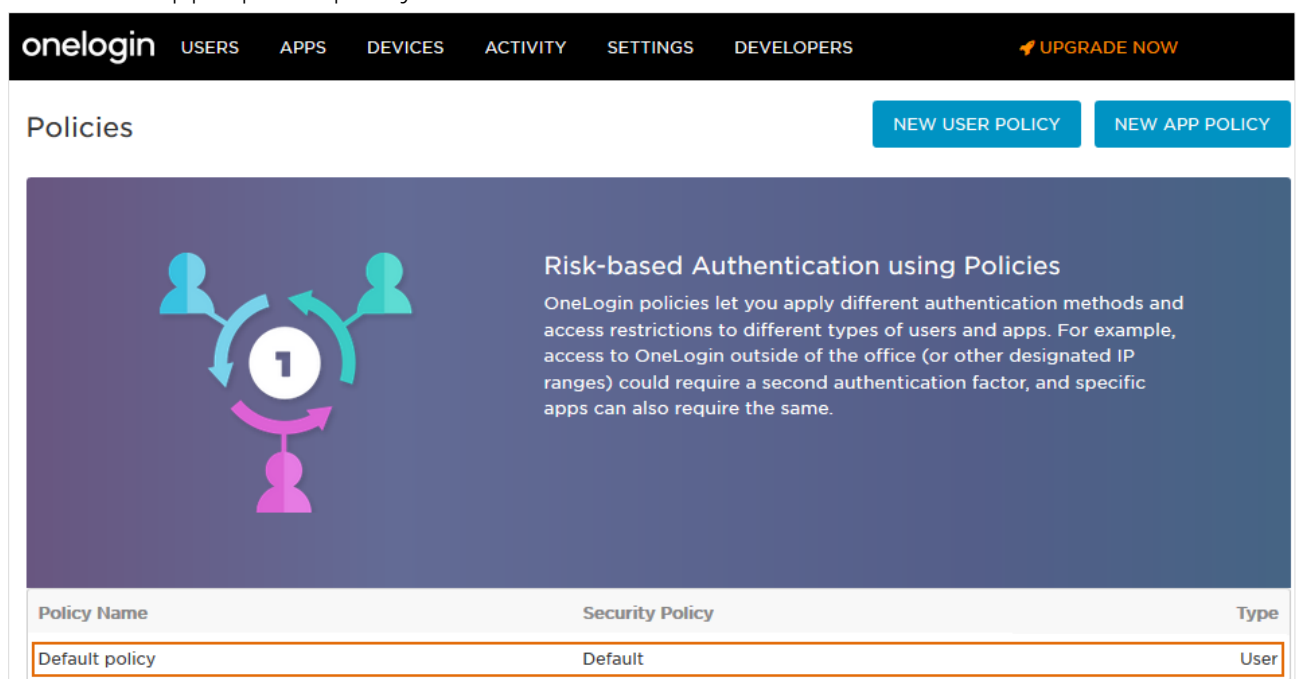 onelogin USERS APPS DEVICES ACTIVITY SETTINGS DEVELOPERS UPGRADE NOW
Policies NEW USER POLICY NEW APP POLICY
Risk-based Authentication using Policies
OneLogin policies let you apply different authentication methods and
access restrictions to different types of users and apps. For example,
access to OneLogin outside of the office (or other designated IP
ranges) could require a second authentication factor, and specific
apps can also require the same.
1
Policy Name Security Policy Type
Default policy Default User